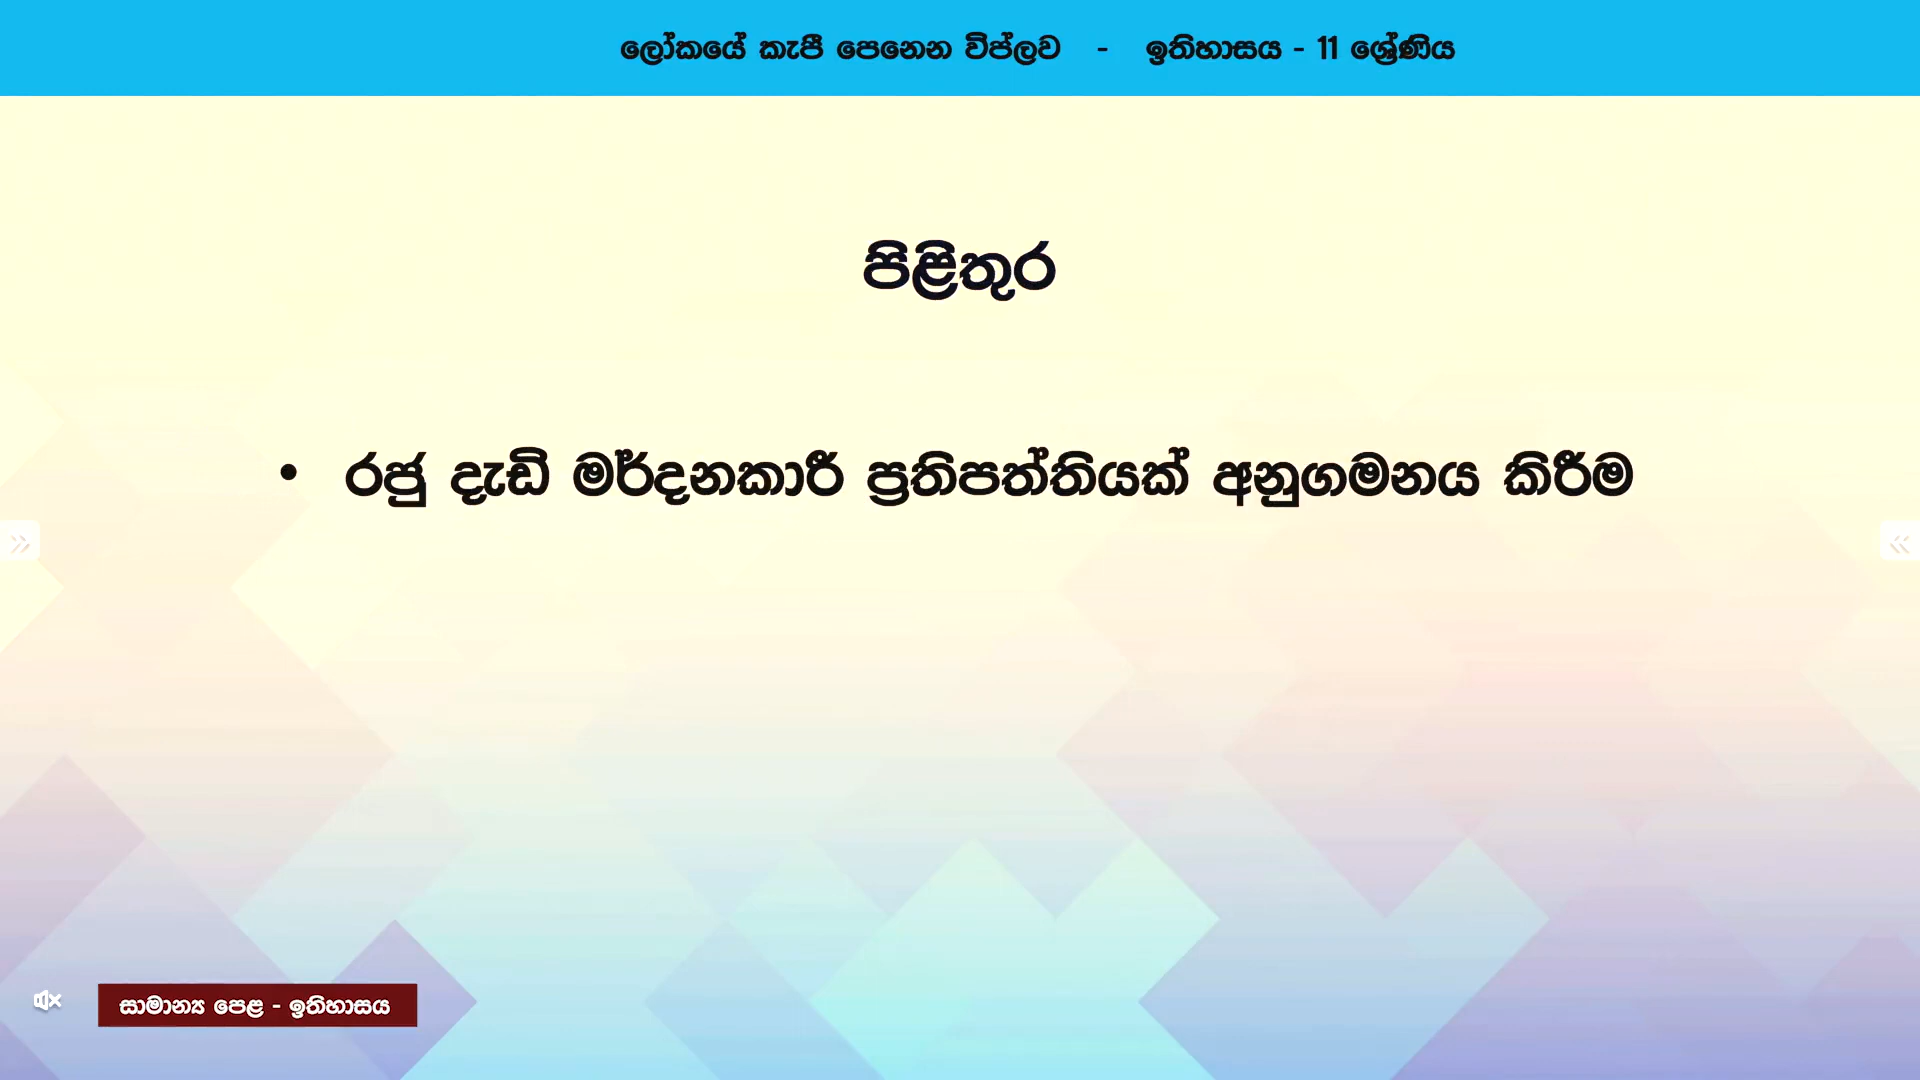 ලෝකයේ කැපී පෙනෙන විප්ලව - ඉතිහාසය - 11 ශ්‍රේණිය
පිළිතුර
• රජු දැඩි මර්දනකාරී ප්‍රතිපත්තියක් අනුගමනය කිරීම
සාමාන්‍ය පෙළ - ඉතිහාසය